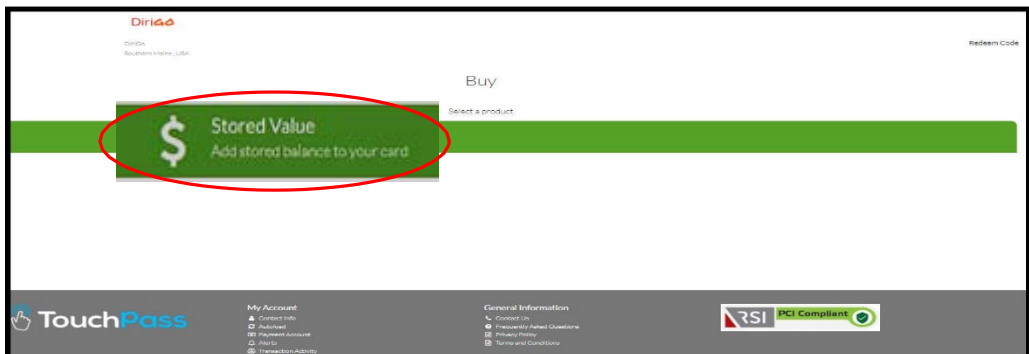 DiriGo
DiriGo
Southern Maine, USA
Redeem Code
Buy
Select a product
$
Stored Value
Add stored balance to your card
TouchPass
My Account
Contact Info
Autoload
Payment Account
Alerts
Transaction Activity
General Information
Contact Us
Frequently Asked Questions
Privacy Policy
Terms and Conditions
RSI
PCI Compliant